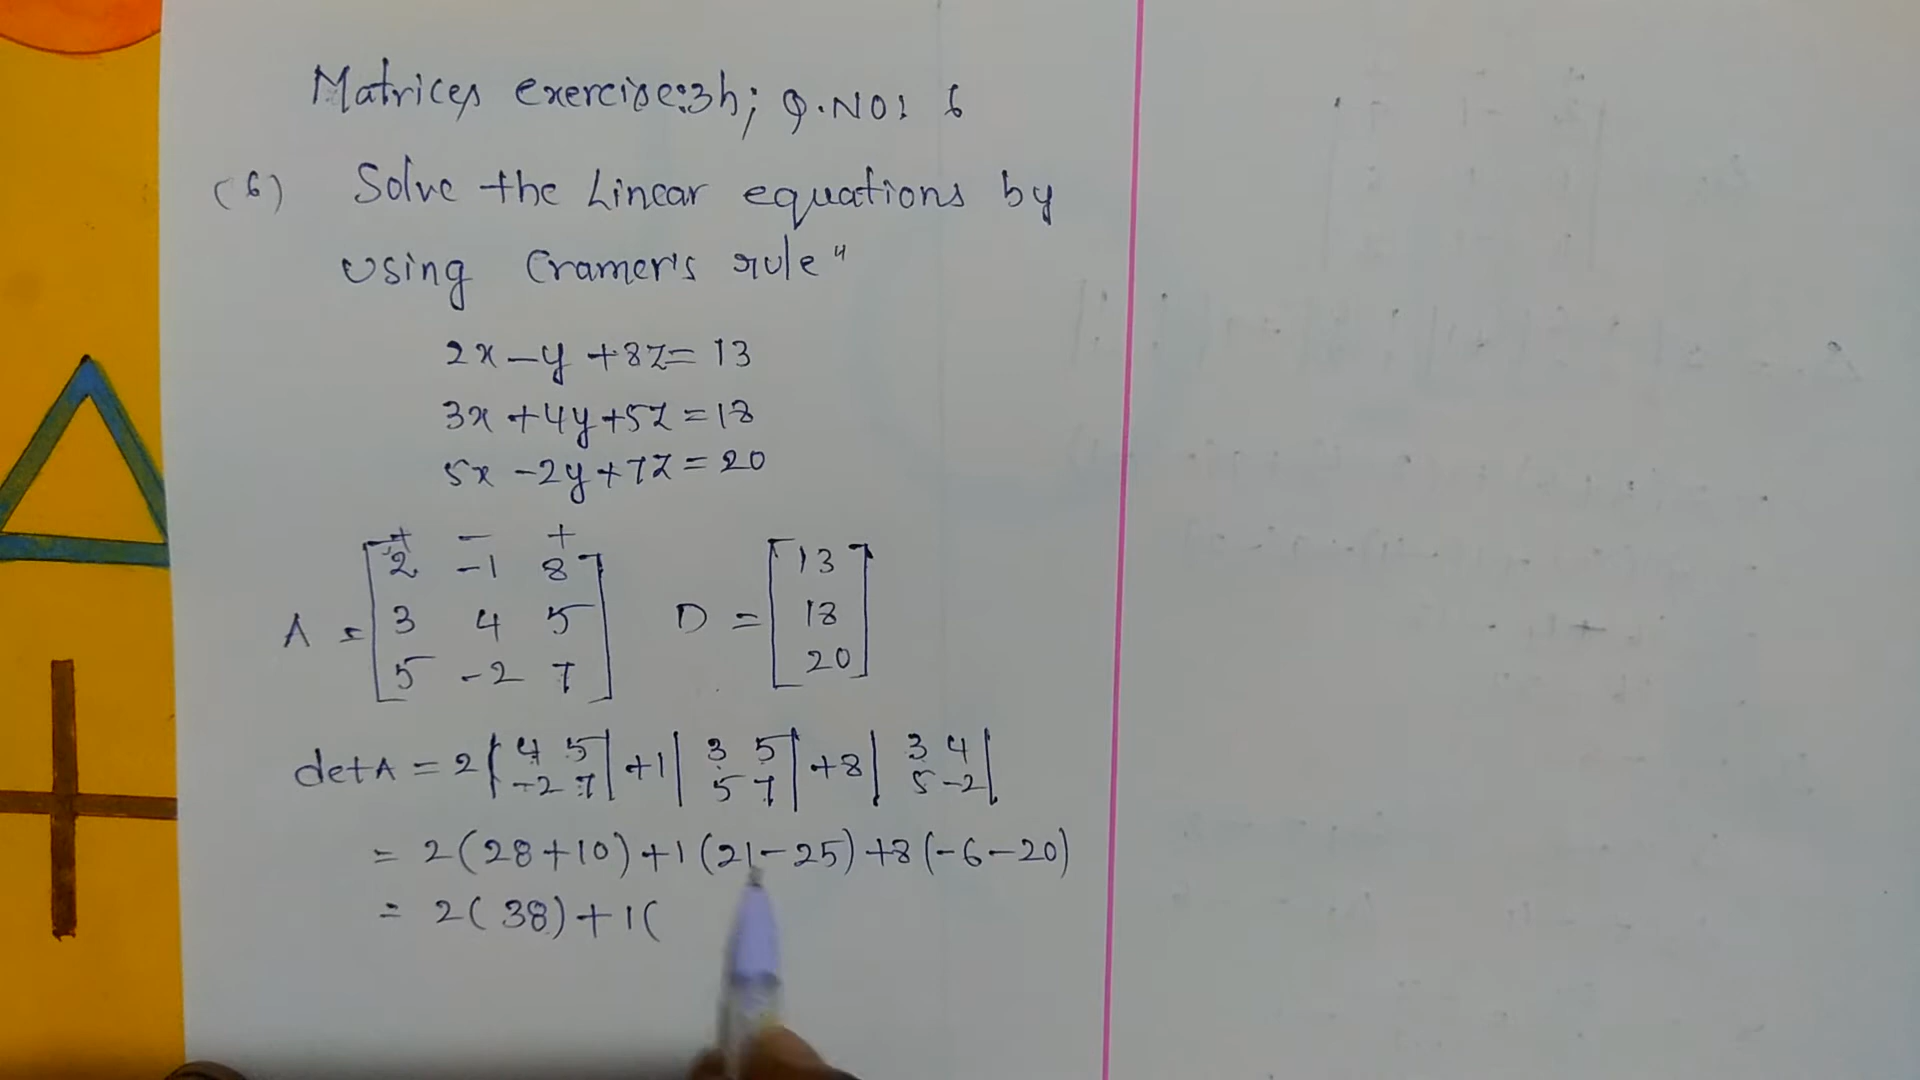 Matrices exercise:3h; Q.NO: 6
(6) Solve the Linear equations by
using Cramer's rule"
2x-y+8z=13
3x+4y+5z=18
5x-2y+7z=20
+ - +
A = [2 -1 8
3 4 5
5 -2 7]
D = [13
18
20]
detA = 2|4 5 -2 7| +1|3 5 5 7| +8|3 4 5 -2|
= 2(28+10)+1(21-25)+8(-6-20)
= 2(38)+1(